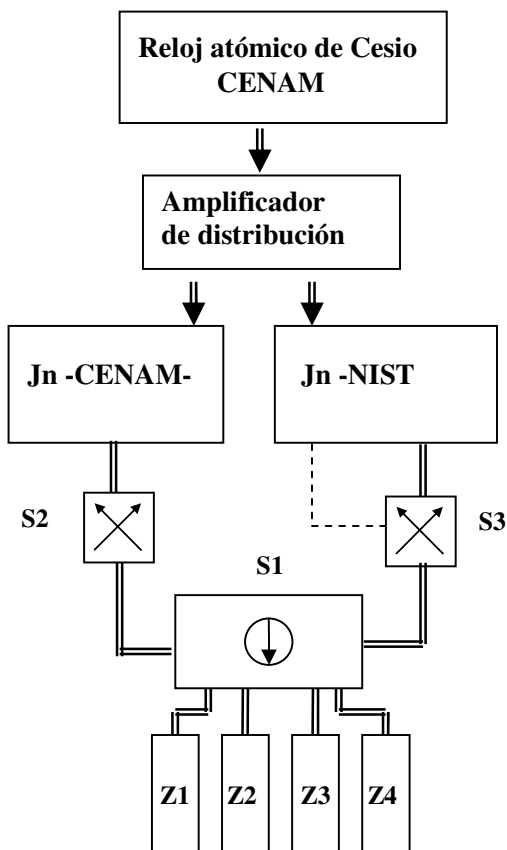 Reloj atómico de Cesio
CENAM
Amplificador
de distribución
Jn -CENAM-
Jn -NIST
S2
S3
S1
Z1
Z2
Z3
Z4